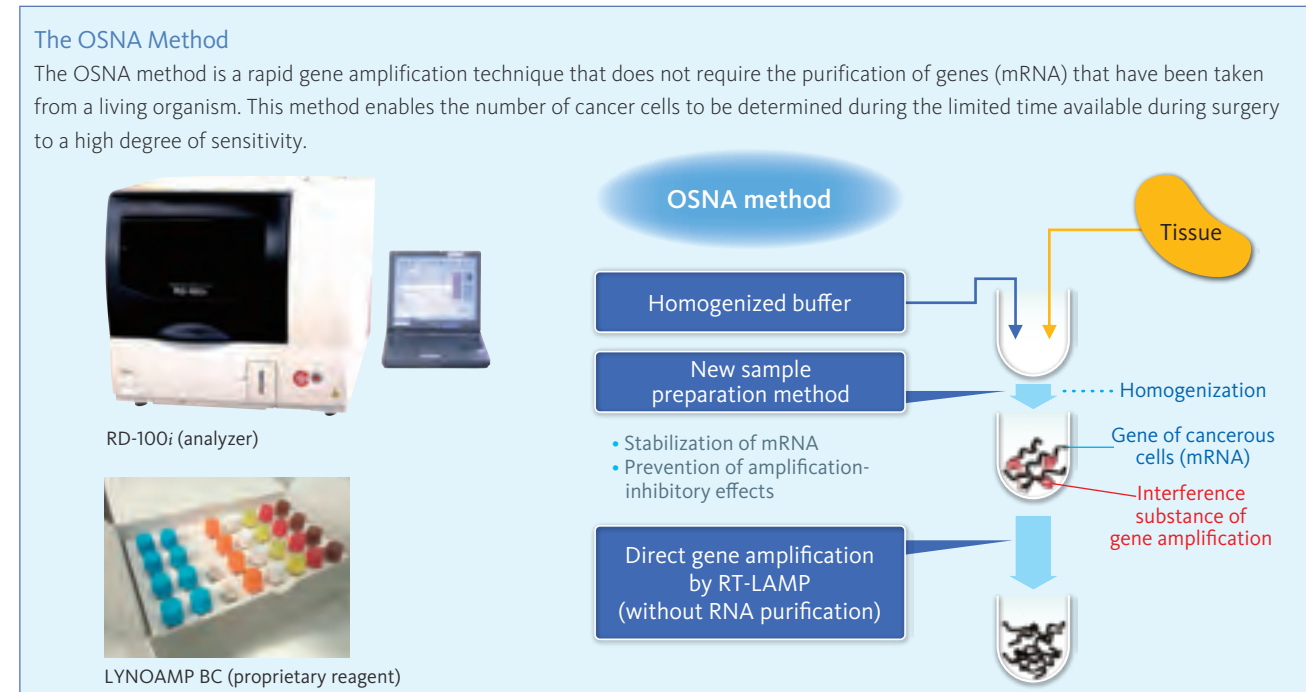 The OSNA Method
The OSNA method is a rapid gene amplification technique that does not require the purification of genes (mRNA) that have been taken
from a living organism. This method enables the number of cancer cells to be determined during the limited time available during surgery
to a high degree of sensitivity.
OSNA method
Tissue
Homogenized buffer
New sample
preparation method
Homogenization
• Stabilization of mRNA
• Prevention of amplification-
inhibitory effects
Gene of cancerous
cells (mRNA)
Interference
substance of
gene amplification
Direct gene amplification
by RT-LAMP
(without RNA purification)
RD-100i (analyzer)
LYNOAMP BC (proprietary reagent)